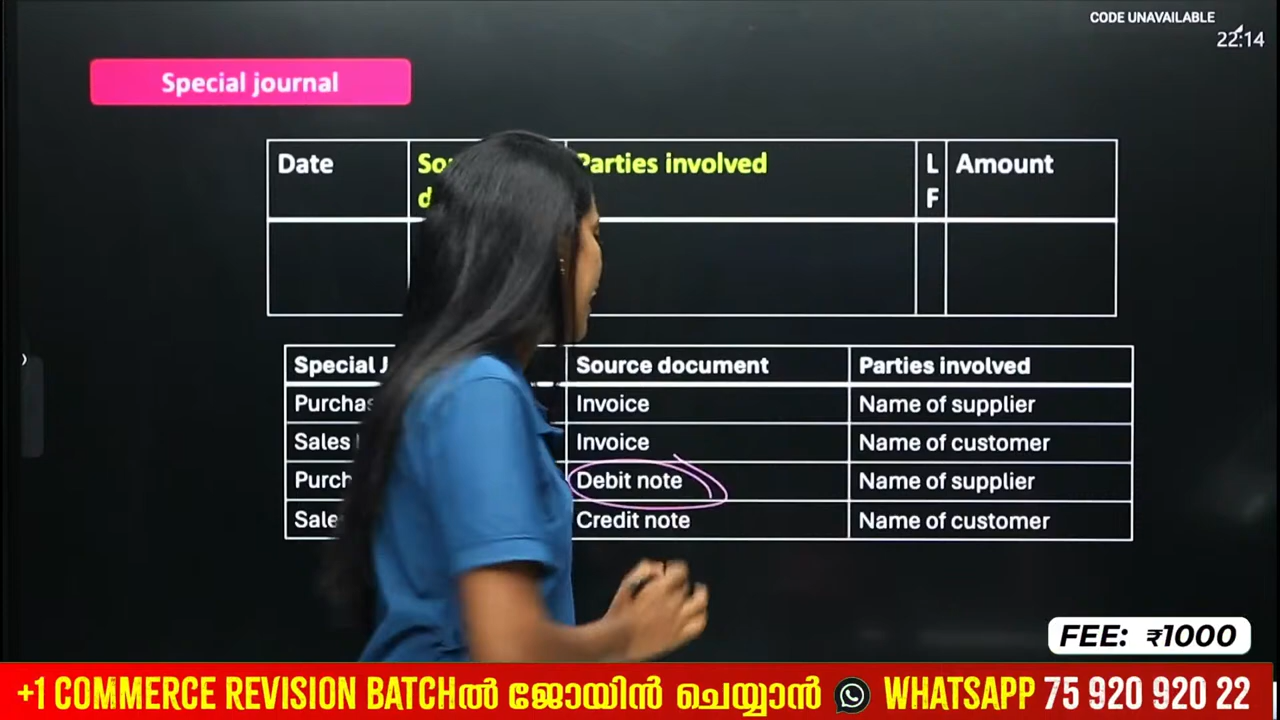 CODE UNAVAILABLE
22:14
Special journal
Date Parties involved L F Amount
Special Source document Parties involved
Invoice Name of supplier
Sales Invoice Name of customer
Debit note Name of supplier
Credit note Name of customer
FEE: ₹1000
+1 COMMERCE REVISION BATCHൽ ജോയിൻ ചെയ്യാൻ WHATSAPP 75 920 920 22